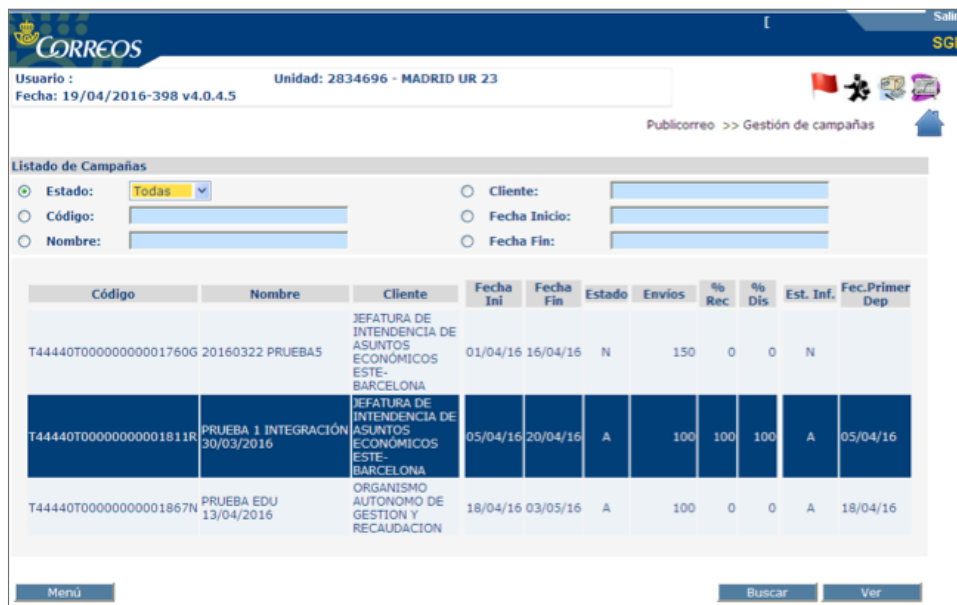 [
Salir
CORREOS
SGI
Usuario : Unidad: 2834696 - MADRID UR 23
Fecha: 19/04/2016-398 v4.0.4.5
Publicorreo >> Gestión de campañas
Listado de Campañas
Estado: Todas Cliente:
Código: Fecha Inicio:
Nombre: Fecha Fin:
Código Nombre Cliente Fecha Ini Fecha Fin Estado Envíos % Rec % Dis Est. Inf. Fec.Primer Dep
JEFATURA DE
INTENDENCIA DE
ASUNTOS
T44440T00000000001760G 20160322 PRUEBA5 ECONÓMICOS 01/04/16 16/04/16 N 150 0 0 N
ESTE-
BARCELONA
JEFATURA DE
INTENDENCIA DE
T44440T00000000001811R PRUEBA 1 INTEGRACIÓN ASUNTOS 05/04/16 20/04/16 A 100 100 100 A 05/04/16
30/03/2016 ECONÓMICOS
ESTE-
BARCELONA
ORGANISMO
T44440T00000000001867N PRUEBA EDU AUTONOMO DE 18/04/16 03/05/16 A 100 0 0 A 18/04/16
13/04/2016 GESTION Y
RECAUDACION
Menú Buscar Ver